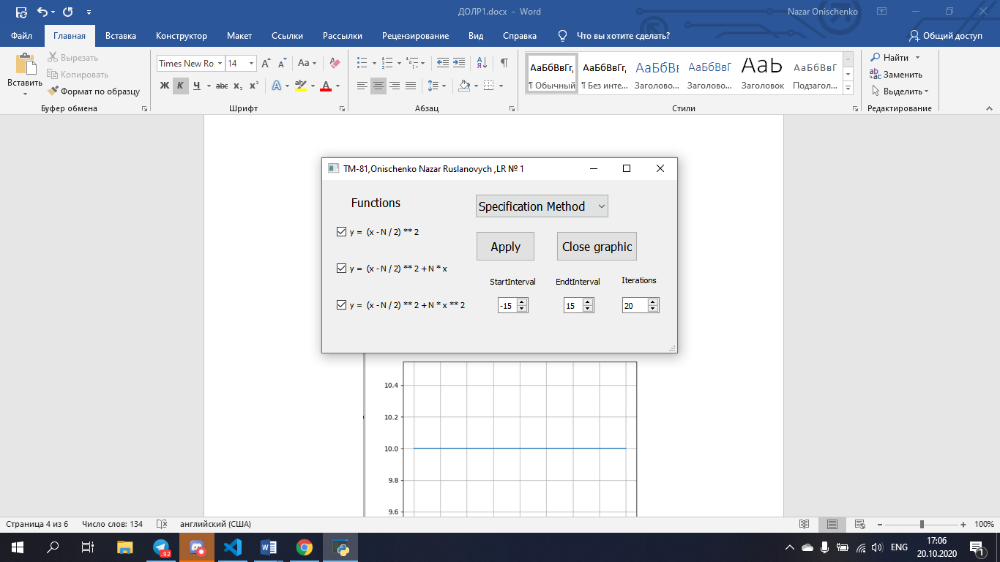 ДОЛР1.docx - Word
Nazar Onischenko
Файл Главная Вставка Конструктор Макет Ссылки Рассылки Рецензирование Вид Справка Что вы хотите сделать? Общий доступ
Вставить
Вырезать
Копировать
Формат по образцу
Буфер обмена
Times New Ro 14 Aa
Ж К Ч abc x₂ x² A ab A
Шрифт
Абзац
АаБбВвГг, АаБбВвГг, АаБбВв АаБбВвГ АаБ АаБбВвГ
¶ Обычный ¶ Без инте... Заголово... Заголово... Заголовок Подзагол...
Стили
Найти
Заменить
Выделить
Редактирование
TM-81,Onischenko Nazar Ruslanovych ,LR № 1
Functions
Specification Method
y = (x - N / 2) ** 2
Apply Close graphic
y = (x - N / 2) ** 2 + N * x
StartInterval EndtInterval Iterations
y = (x - N / 2) ** 2 + N * x ** 2
-15 15 20
10.4
10.2
10.0
9.8
9.6
Страница 4 из 6 Число слов: 134 английский (США) 100%
92
ENG
17:06
20.10.2020
1